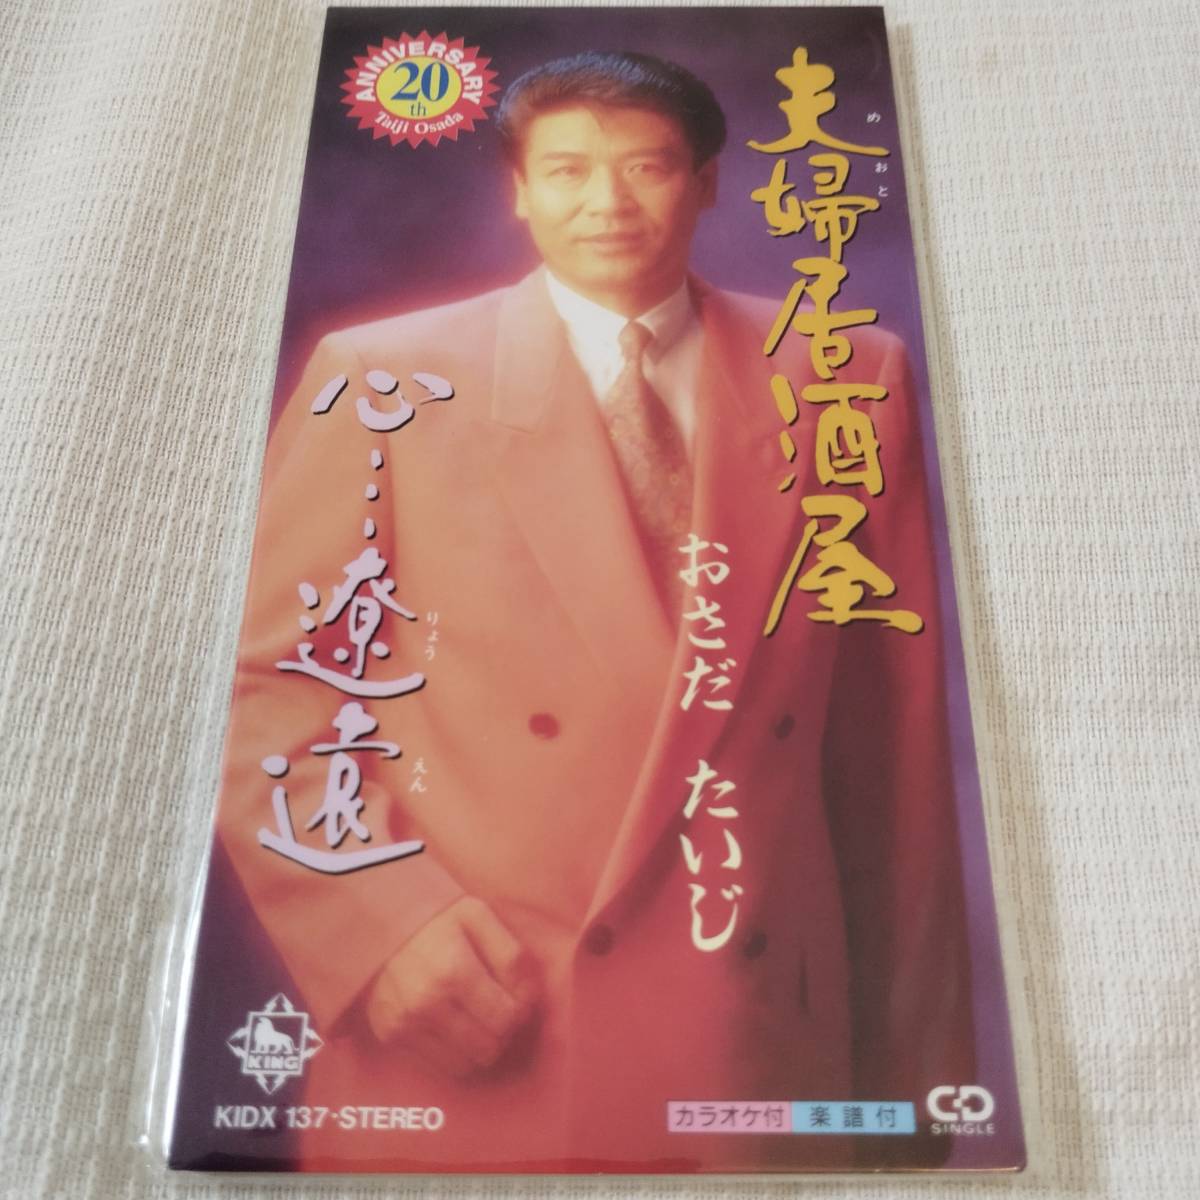 ANNIVERSARY
20th
Taiji Osada
夫婦居酒屋
めおと
おさだ たいじ
心…遼遠
りょう えん
KING
KIDX 137·STEREO
カラオケ付 楽譜付
CD
SINGLE